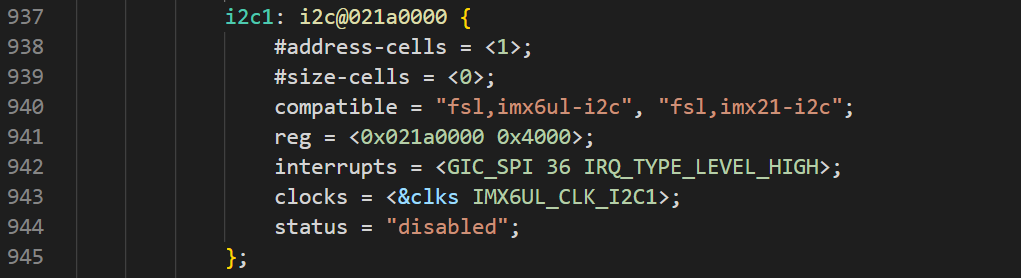 937 i2c1: i2c@021a0000 {
938 #address-cells = <1>;
939 #size-cells = <0>;
940 compatible = "fsl,imx6ul-i2c", "fsl,imx21-i2c";
941 reg = <0x021a0000 0x4000>;
942 interrupts = <GIC_SPI 36 IRQ_TYPE_LEVEL_HIGH>;
943 clocks = <&clks IMX6UL_CLK_I2C1>;
944 status = "disabled";
945 };